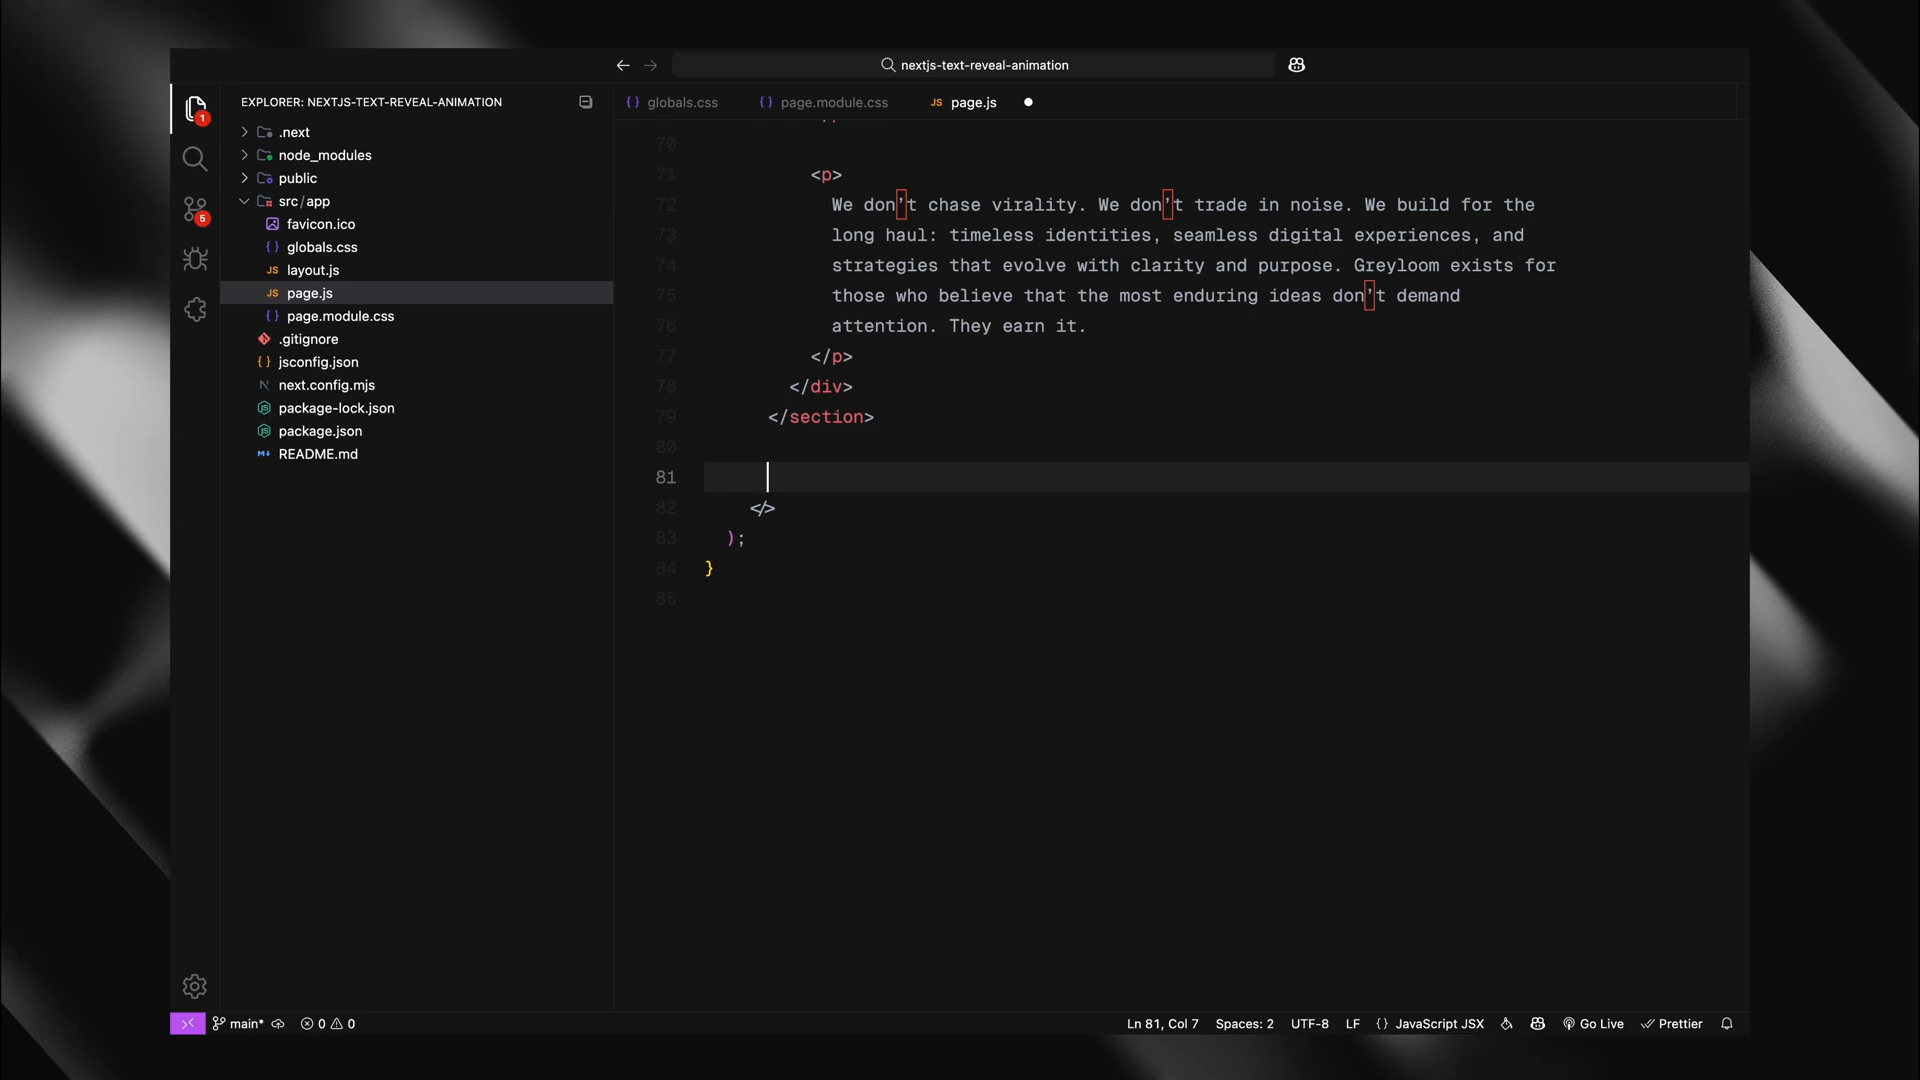 nextjs-text-reveal-animation
EXPLORER: NEXTJS-TEXT-REVEAL-ANIMATION
.next
node_modules
public
src/app
favicon.ico
globals.css
JS layout.js
JS page.js
page.module.css
.gitignore
jsconfig.json
next.config.mjs
package-lock.json
package.json
README.md
1
5
{ } globals.css
{ } page.module.css
JS page.js
70
71 <p>
72 We don’t chase virality. We don’t trade in noise. We build for the
73 long haul: timeless identities, seamless digital experiences, and
74 strategies that evolve with clarity and purpose. Greyloom exists for
75 those who believe that the most enduring ideas don’t demand
76 attention. They earn it.
77 </p>
78 </div>
79 </section>
80
81
82 </>
83 );
84 }
85
main* 0 0
Ln 81, Col 7 Spaces: 2 UTF-8 LF { } JavaScript JSX Go Live Prettier